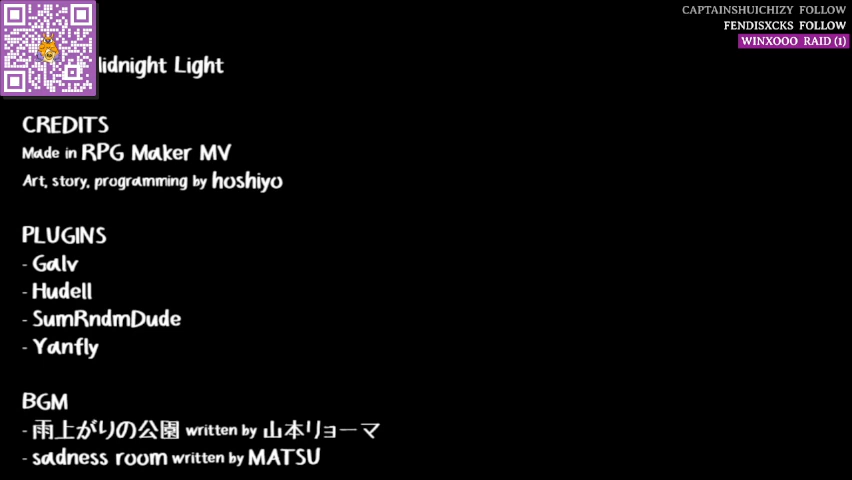 CAPTAINSHUICHIZY FOLLOW
FENDISXCKS FOLLOW
WINXOOO RAID (1)
idnight Light
CREDITS
Made in RPG Maker MV
Art, story, programming by hoshiyo
PLUGINS
- Galv
- Hudell
- SumRndmDude
- Yanfly
BGM
- 雨上がりの公園 written by 山本リョーマ
- sadness room written by MATSU